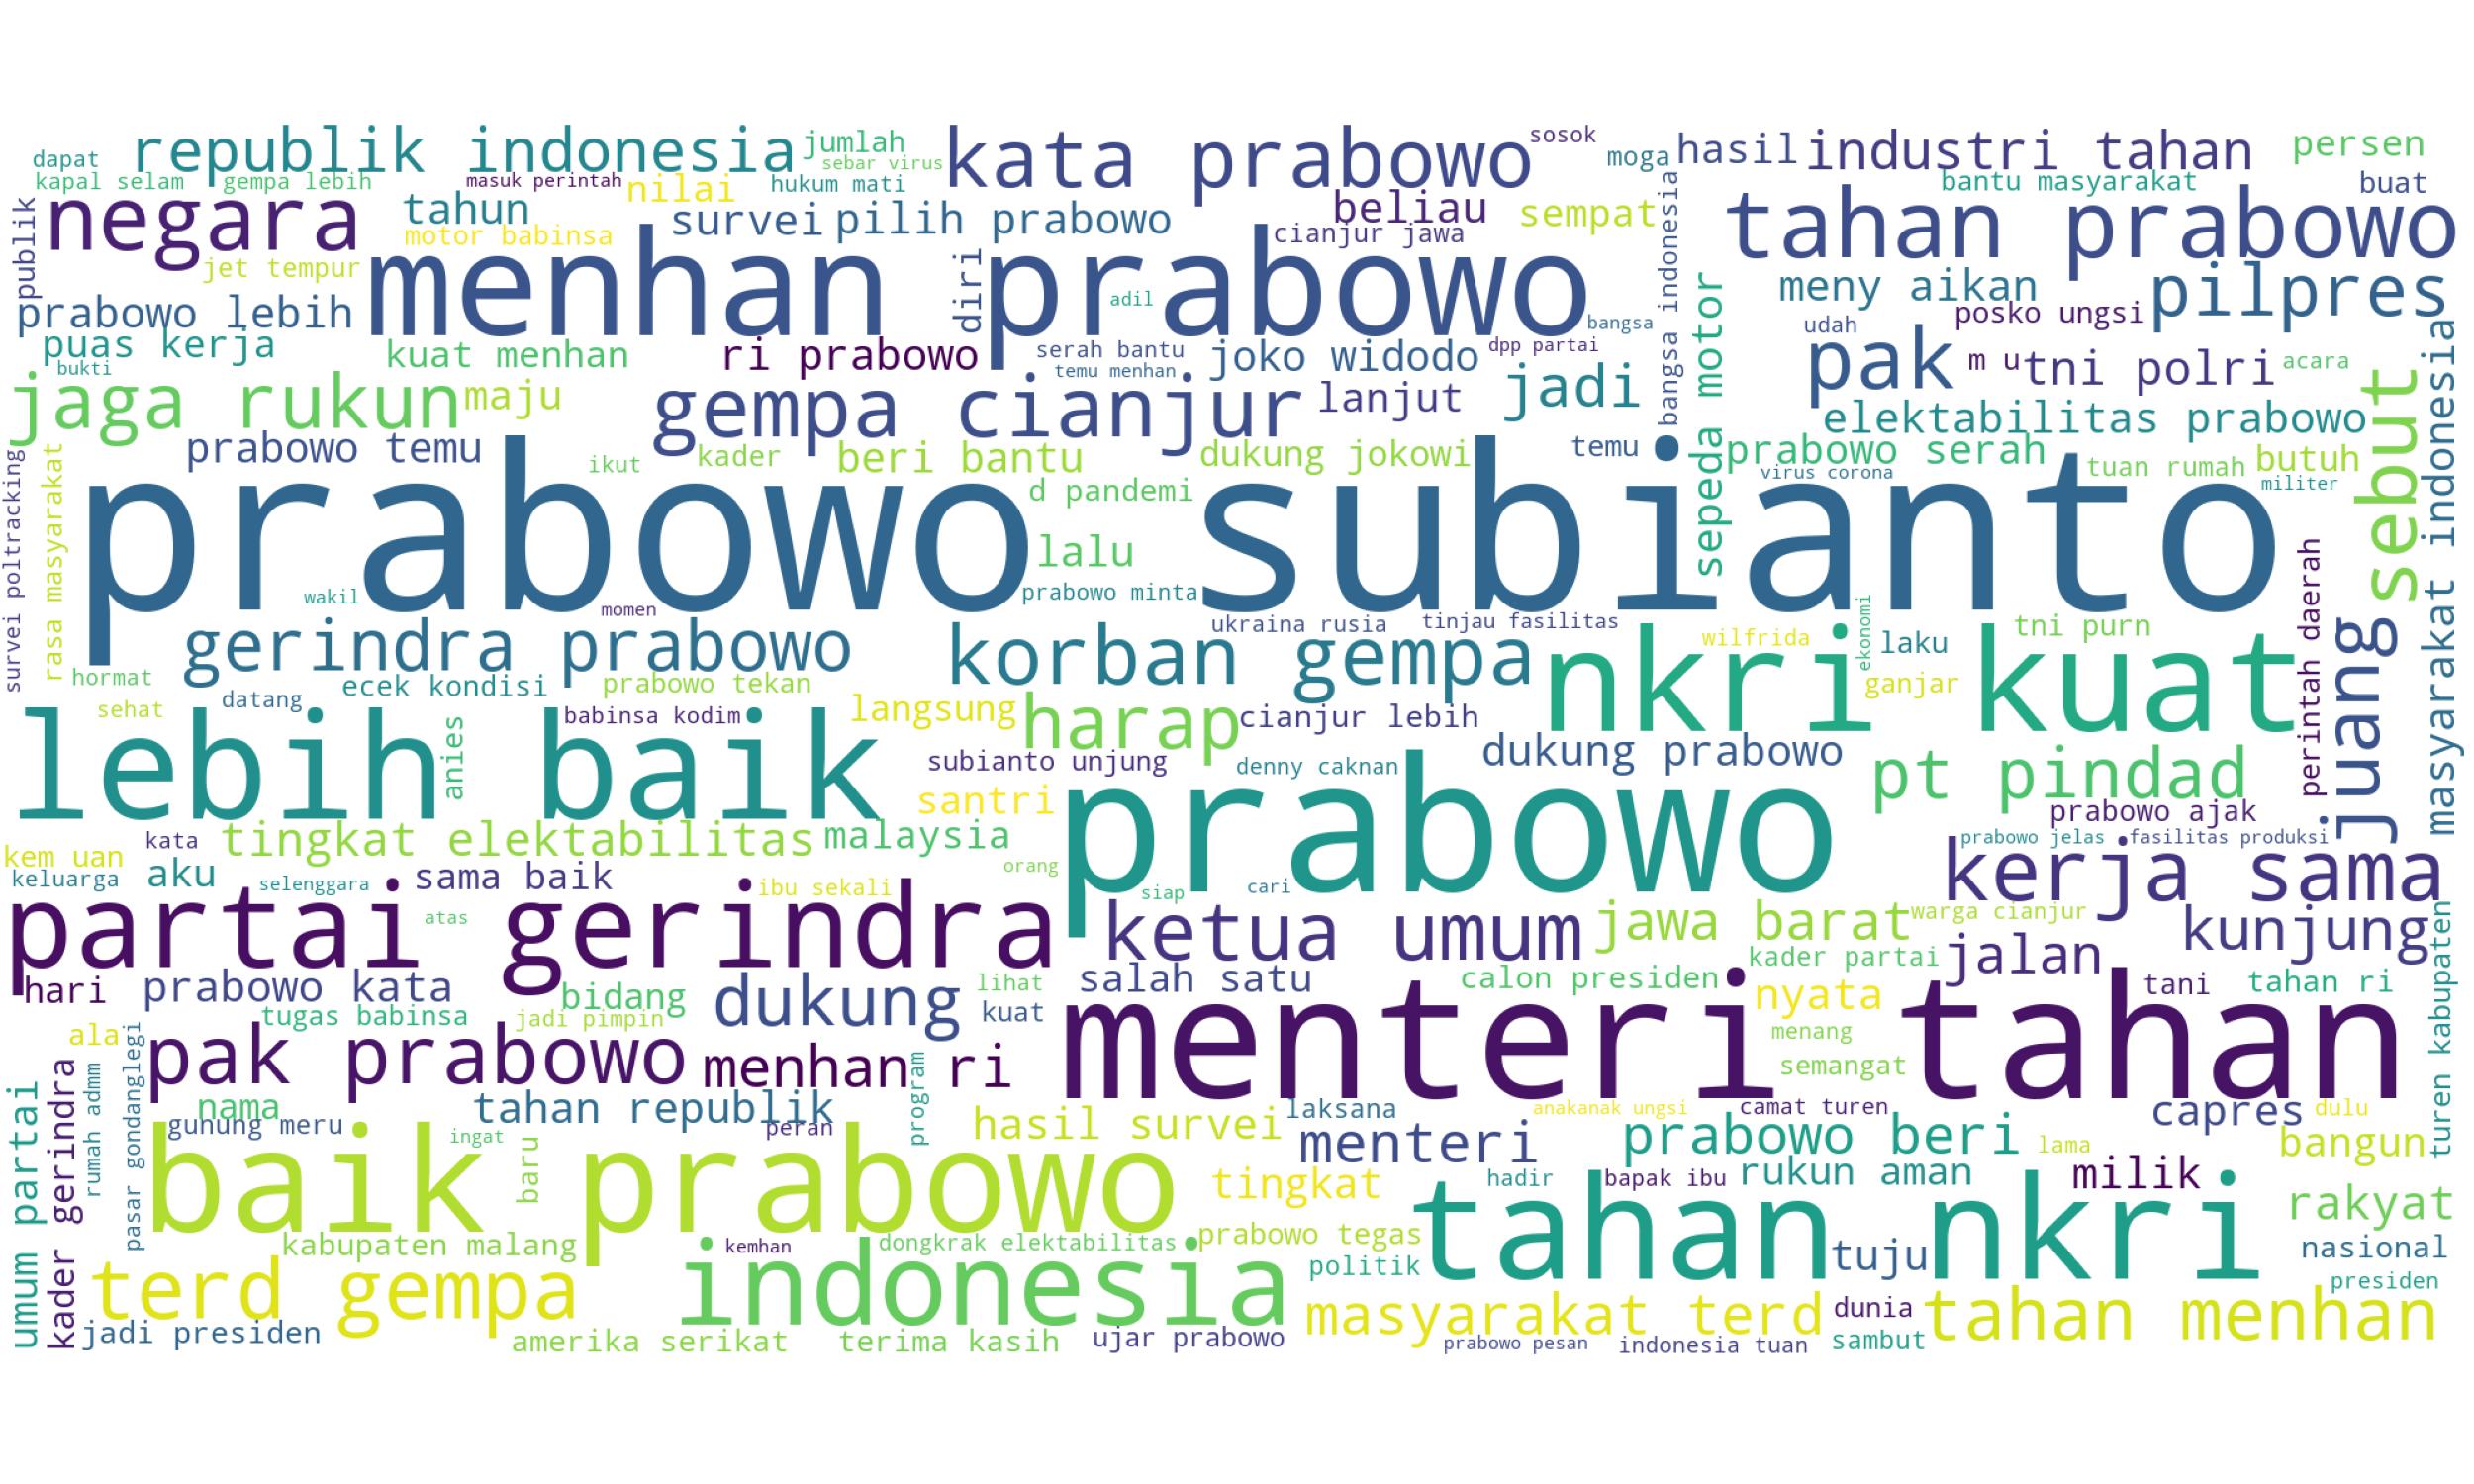 republik indonesia
jumlah
kata prabowo
sosok
moga
hasil
industri tahan
persen
dapat
sebar virus
kapal selam
gempa lebih
masuk perintah
nilai
hukum mati
bantu masyarakat
buat
publik
negara
tahun
survei
pilih prabowo
beliau
sempat
tahan prabowo
motor babinsa
cianjur jawa
jet tempur
menhan prabowo
diri
adil
bangsa
bangsa indonesia
sepeda motor
meny aikan
pilpres
prabowo lebih
posko ungsi
udah
puas kerja
bukti
kuat menhan
ri prabowo
serah bantu
temu menhan
joko widodo
dpp partai
pak
m u
tni polri
acara
jaga rukun
maju
gempa cianjur
lanjut
jadi
elektabilitas prabowo
sebut
masyarakat indonesia
prabowo temu
ikut
kader
beri bantu
dukung jokowi
temu
prabowo serah
tuan rumah
butuh
virus corona
militer
survei poltracking
rasa masyarakat
prabowo subianto
d pandemi
lalu
wakil
momen
prabowo minta
perintah daerah
gerindra prabowo
korban gempa
ukraina rusia
tinjau fasilitas
nkri kuat
wilfrida
ekonomi
laku
tni purn
ganjar
juang
hormat
ecek kondisi
prabowo tekan
sehat
datang
babinsa kodim
langsung
harap
cianjur lebih
lebih baik
anies
subianto unjung
denny caknan
dukung prabowo
pt pindad
santri
prabowo
prabowo ajak
kata
tingkat elektabilitas
malaysia
prabowo jelas
fasilitas produksi
kem uan
keluarga
aku
selenggara
sama baik
ibu sekali
orang
siap
cari
kerja sama
partai gerindra
atas
ketua umum
jawa barat
warga cianjur
kunjung
turen kabupaten
hari
prabowo kata
bidang
dukung
lihat
kuat
salah satu
calon presiden
kader partai
jalan
nyata
tani
tahan ri
tugas babinsa
jadi pimpin
menteri tahan
menang
semangat
ala
pak prabowo
menhan ri
program
umum partai
kader gerindra
rumah admm
pasar gondanglegi
nama
tahan republik
gunung meru
peran
hasil survei
laksana
anakanak ungsi
camat turen
capres
dulu
menteri
prabowo beri
lama
bangun
baik prabowo
ingat
baru
tingkat
hadir
bapak ibu
rukun aman
milik
rakyat
kabupaten malang
kemhan
dongkrak elektabilitas
prabowo tegas
tahan nkri
tuju
nasional
politik
presiden
terd gempa
indonesia
masyarakat terd
dunia
tahan menhan
jadi presiden
amerika serikat
terima kasih
ujar prabowo
prabowo pesan
indonesia tuan
sambut